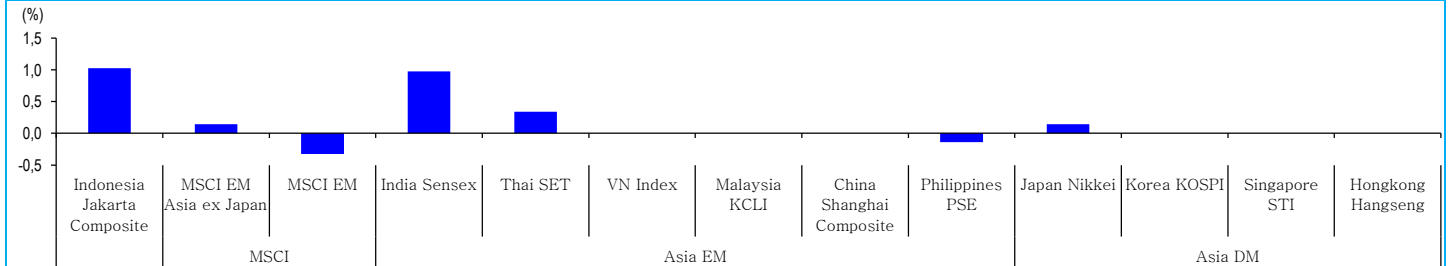 (%)
1,5
1,0
0,5
0,0
-0,5
Indonesia
Jakarta
Composite
MSCI EM
Asia ex Japan
MSCI EM
India Sensex
Thai SET
VN Index
Malaysia
KCLI
China
Shanghai
Composite
Philippines
PSE
Japan Nikkei
Korea KOSPI
Singapore
STI
Hongkong
Hangseng
MSCI
Asia EM
Asia DM